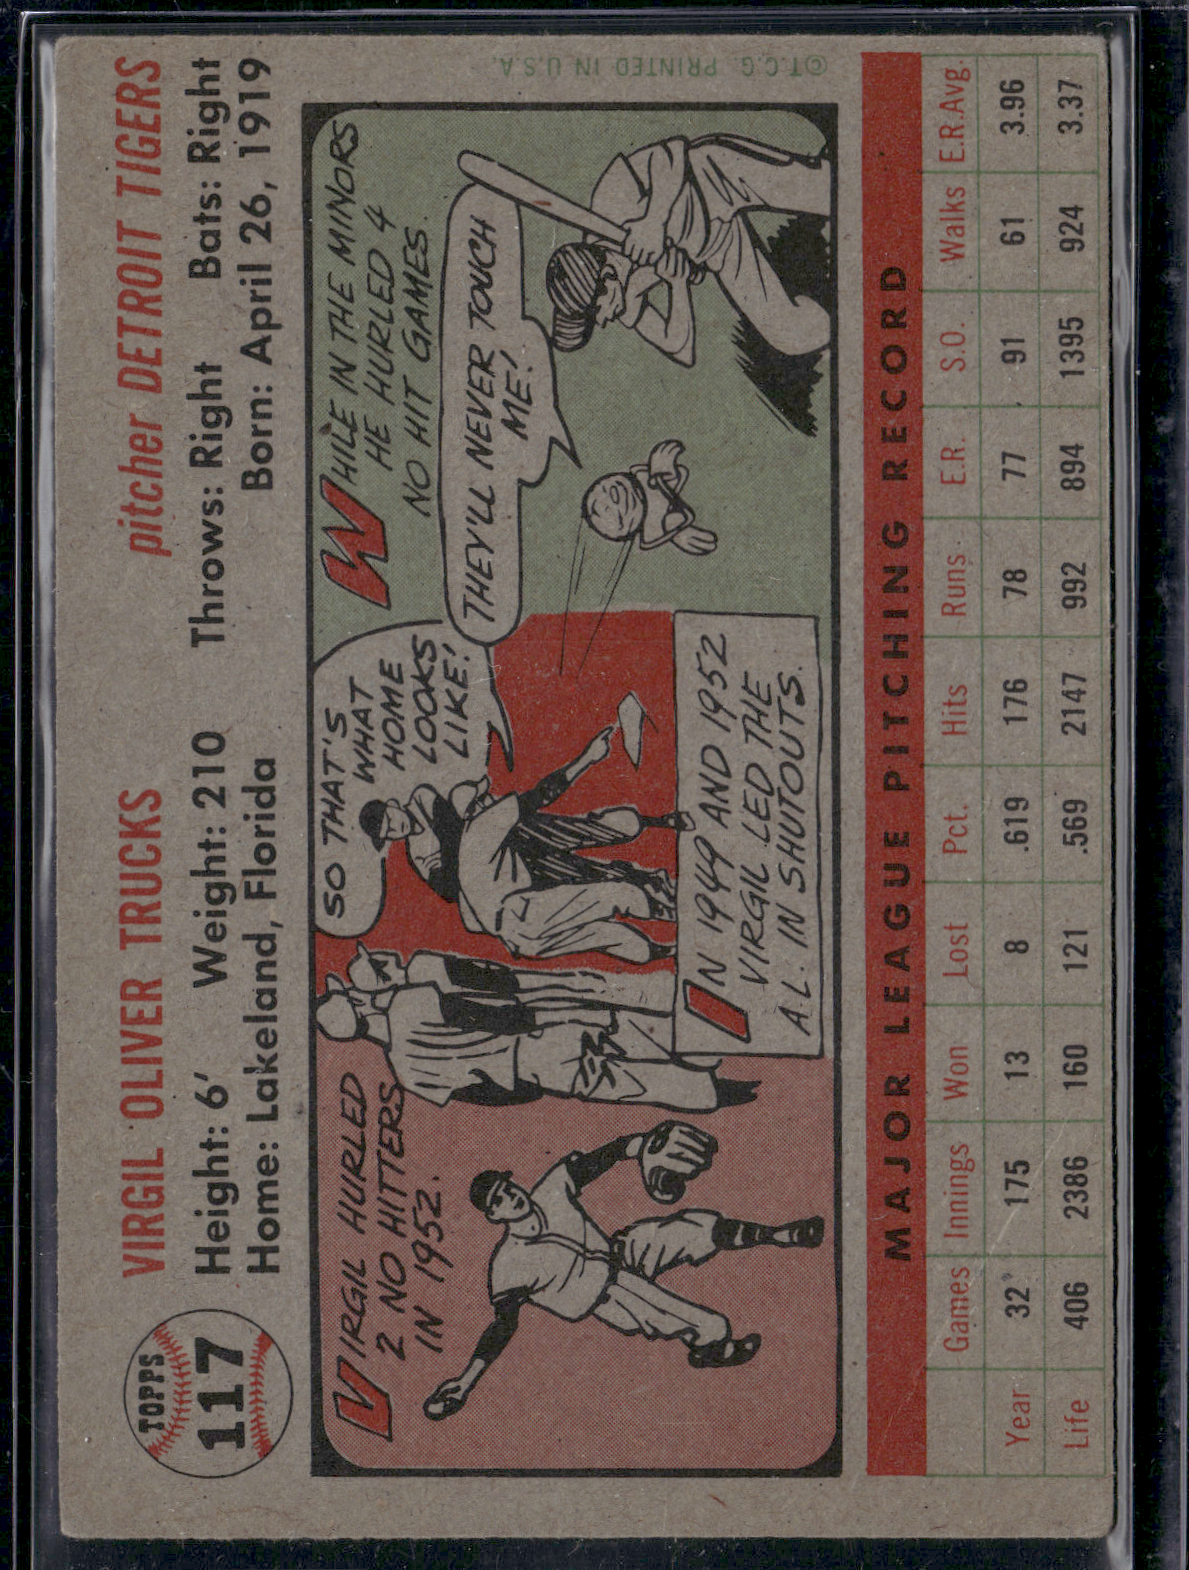 TOPPS
117
VIRGIL OLIVER TRUCKS pitcher DETROIT TIGERS
Height: 6' Weight: 210 Throws: Right Bats: Right
Home: Lakeland, Florida Born: April 26, 1919
VIRGIL HURLED
2 NO HITTERS
IN 1952.
SO THAT'S
WHAT
HOME
LOOKS
LIKE!
IN 1949 AND 1952
VIRGIL LED THE
A.L. IN SHUTOUTS.
WHILE IN THE MINORS
HE HURLED 4
NO HIT GAMES.
THEY'LL NEVER TOUCH
ME!
©T.C.G. PRINTED IN U.S.A.
MAJOR LEAGUE PITCHING RECORD
Games Innings Won Lost Pct. Hits Runs E.R. S.O. Walks E.R.Avg.
Year 32 175 13 8 .619 176 78 77 91 61 3.96
Life 406 2386 160 121 .569 2147 992 894 1395 924 3.37